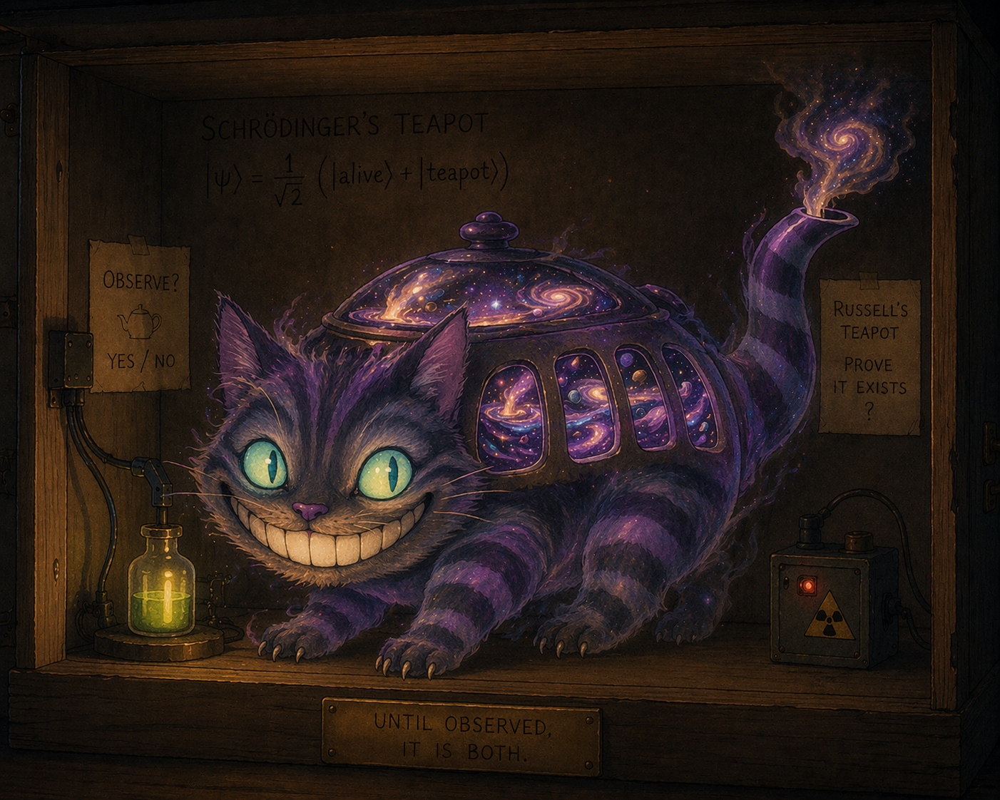 SCHRÖDINGER'S TEAPOT
|ψ⟩ = 1/√2 (|alive⟩ + |teapot⟩)
OBSERVE?
YES / NO
RUSSELL'S
TEAPOT
PROVE
IT EXISTS
?
UNTIL OBSERVED,
IT IS BOTH.